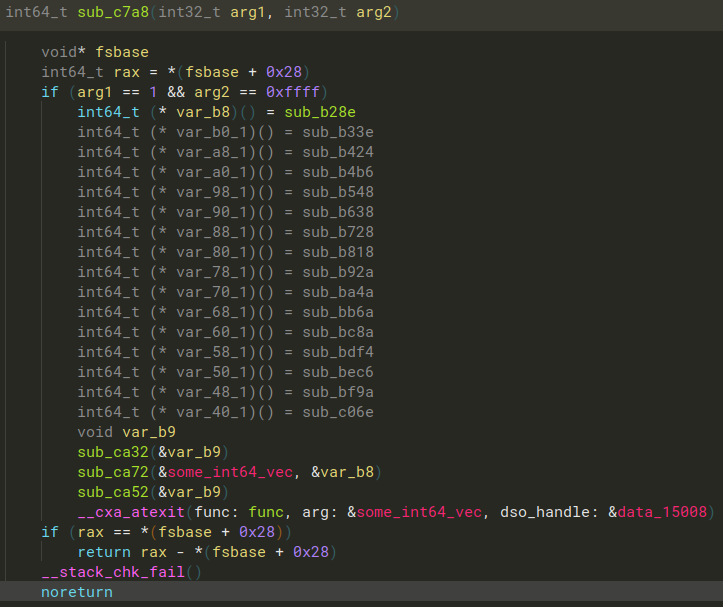 int64_t sub_c7a8(int32_t arg1, int32_t arg2)
void* fsbase
int64_t rax = *(fsbase + 0x28)
if (arg1 == 1 && arg2 == 0xffff)
int64_t (* var_b8)() = sub_b28e
int64_t (* var_b0_1)() = sub_b33e
int64_t (* var_a8_1)() = sub_b424
int64_t (* var_a0_1)() = sub_b4b6
int64_t (* var_98_1)() = sub_b548
int64_t (* var_90_1)() = sub_b638
int64_t (* var_88_1)() = sub_b728
int64_t (* var_80_1)() = sub_b818
int64_t (* var_78_1)() = sub_b92a
int64_t (* var_70_1)() = sub_ba4a
int64_t (* var_68_1)() = sub_bb6a
int64_t (* var_60_1)() = sub_bc8a
int64_t (* var_58_1)() = sub_bdf4
int64_t (* var_50_1)() = sub_bec6
int64_t (* var_48_1)() = sub_bf9a
int64_t (* var_40_1)() = sub_c06e
void var_b9
sub_ca32(&var_b9)
sub_ca72(&some_int64_vec, &var_b8)
sub_ca52(&var_b9)
__cxa_atexit(func: func, arg: &some_int64_vec, dso_handle: &data_15008)
if (rax == *(fsbase + 0x28))
return rax - *(fsbase + 0x28)
__stack_chk_fail()
noreturn